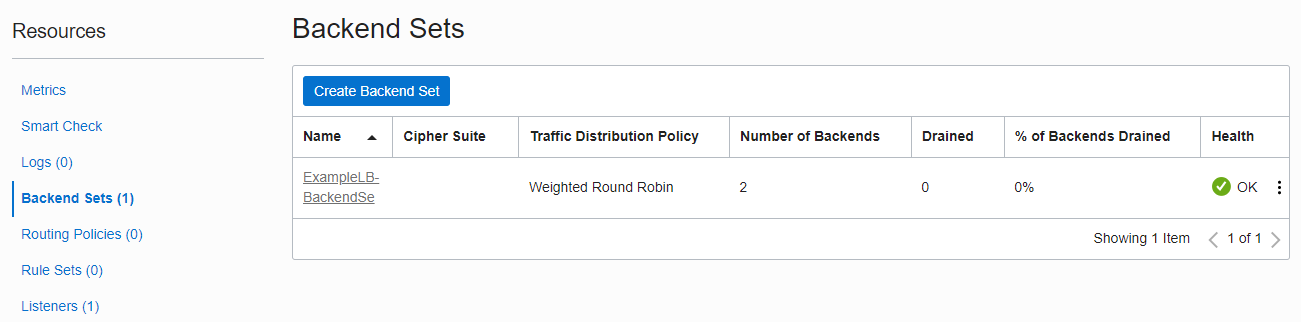 Resources
Metrics
Smart Check
Logs (0)
Backend Sets (1)
Routing Policies (0)
Rule Sets (0)
Listeners (1)
Backend Sets
Create Backend Set
Name Cipher Suite Traffic Distribution Policy Number of Backends Drained % of Backends Drained Health
ExampleLB-
BackendSe Weighted Round Robin 2 0 0% OK
Showing 1 Item 1 of 1